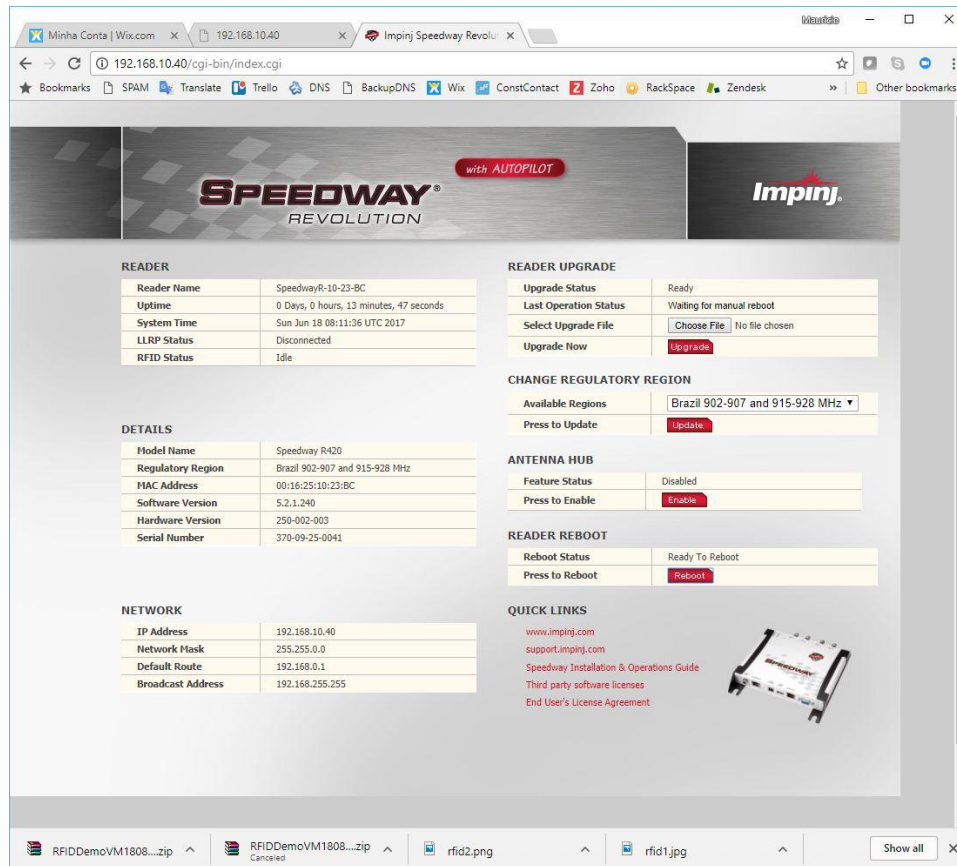 Mauricio
Minha Conta | Wix.com
192.168.10.40
Impinj Speedway Revolut
192.168.10.40/cgi-bin/index.cgi
Bookmarks SPAM Translate Trello DNS BackupDNS Wix ConstContact Zoho RackSpace Zendesk » Other bookmarks
with AUTOPILOT
SPEEDWAY®
REVOLUTION
Impinj.
READER
Reader Name SpeedwayR-10-23-BC
Uptime 0 Days, 0 hours, 13 minutes, 47 seconds
System Time Sun Jun 18 08:11:36 UTC 2017
LLRP Status Disconnected
RFID Status Idle
DETAILS
Model Name Speedway R420
Regulatory Region Brazil 902-907 and 915-928 MHz
MAC Address 00:16:25:10:23:BC
Software Version 5.2.1.240
Hardware Version 250-002-003
Serial Number 370-09-25-0041
NETWORK
IP Address 192.168.10.40
Network Mask 255.255.0.0
Default Route 192.168.0.1
Broadcast Address 192.168.255.255
READER UPGRADE
Upgrade Status Ready
Last Operation Status Waiting for manual reboot
Select Upgrade File Choose File No file chosen
Upgrade Now Upgrade
CHANGE REGULATORY REGION
Available Regions Brazil 902-907 and 915-928 MHz
Press to Update Update
ANTENNA HUB
Feature Status Disabled
Press to Enable Enable
READER REBOOT
Reboot Status Ready To Reboot
Press to Reboot Reboot
QUICK LINKS
www.impinj.com
support.impinj.com
Speedway Installation & Operations Guide
Third party software licenses
End User's License Agreement
SPEEDWAY
RFIDDemoVM1808....zip
RFIDDemoVM1808....zip
Canceled
rfid2.png
rfid1.jpg
Show all